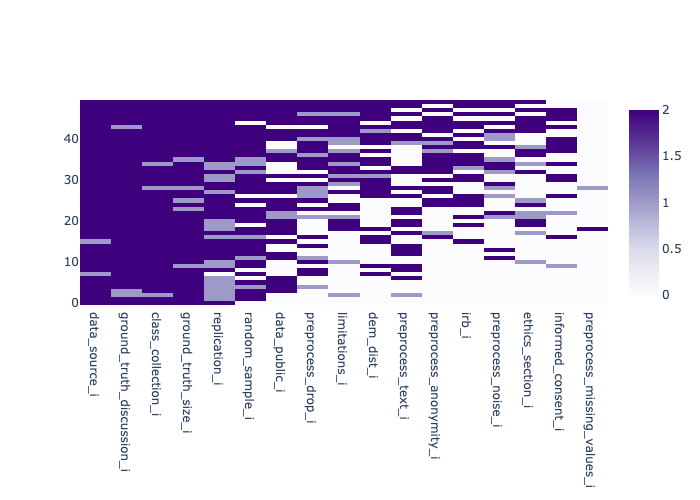 40
30
20
10
0
2
1.5
1
0.5
0
data_source_i
ground_truth_discussion_i
class_collection_i
ground_truth_size_i
replication_i
random_sample_i
data_public_i
preprocess_drop_i
limitations_i
dem_dist_i
preprocess_text_i
preprocess_anonymity_i
irb_i
preprocess_noise_i
ethics_section_i
informed_consent_i
preprocess_missing_values_i